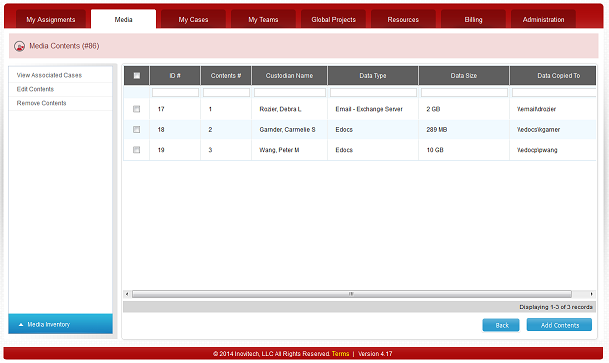 My Assignments Media My Cases My Teams Global Projects Resources Billing Administration
Media Contents (#86)
View Associated Cases
Edit Contents
Remove Contents
ID # Contents # Custodian Name Data Type Data Size Data Copied To
17 1 Rozier, Debra L Email - Exchange Server 2 GB \\email\drozier
18 2 Garnder, Carmelie S Edocs 289 MB \\edocs\kgarner
19 3 Wang, Peter M Edocs 10 GB \\edocp\pwang
Displaying 1-3 of 3 records
Media Inventory
Back Add Contents
© 2014 Inovitech, LLC All Rights Reserved. Terms | Version 4.17